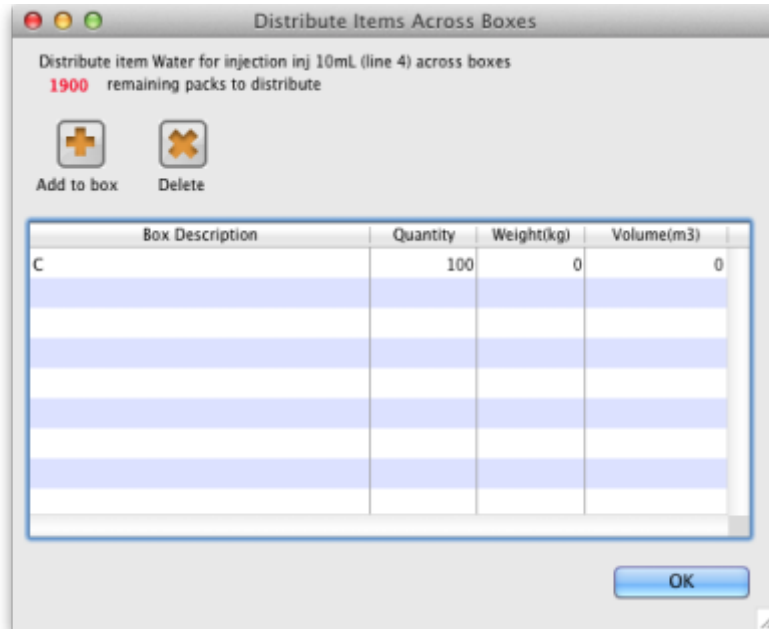 Distribute Items Across Boxes
Distribute item Water for injection inj 10mL (line 4) across boxes
1900 remaining packs to distribute
Add to box Delete
Box Description Quantity Weight(kg) Volume(m3)
C 100 0 0
OK